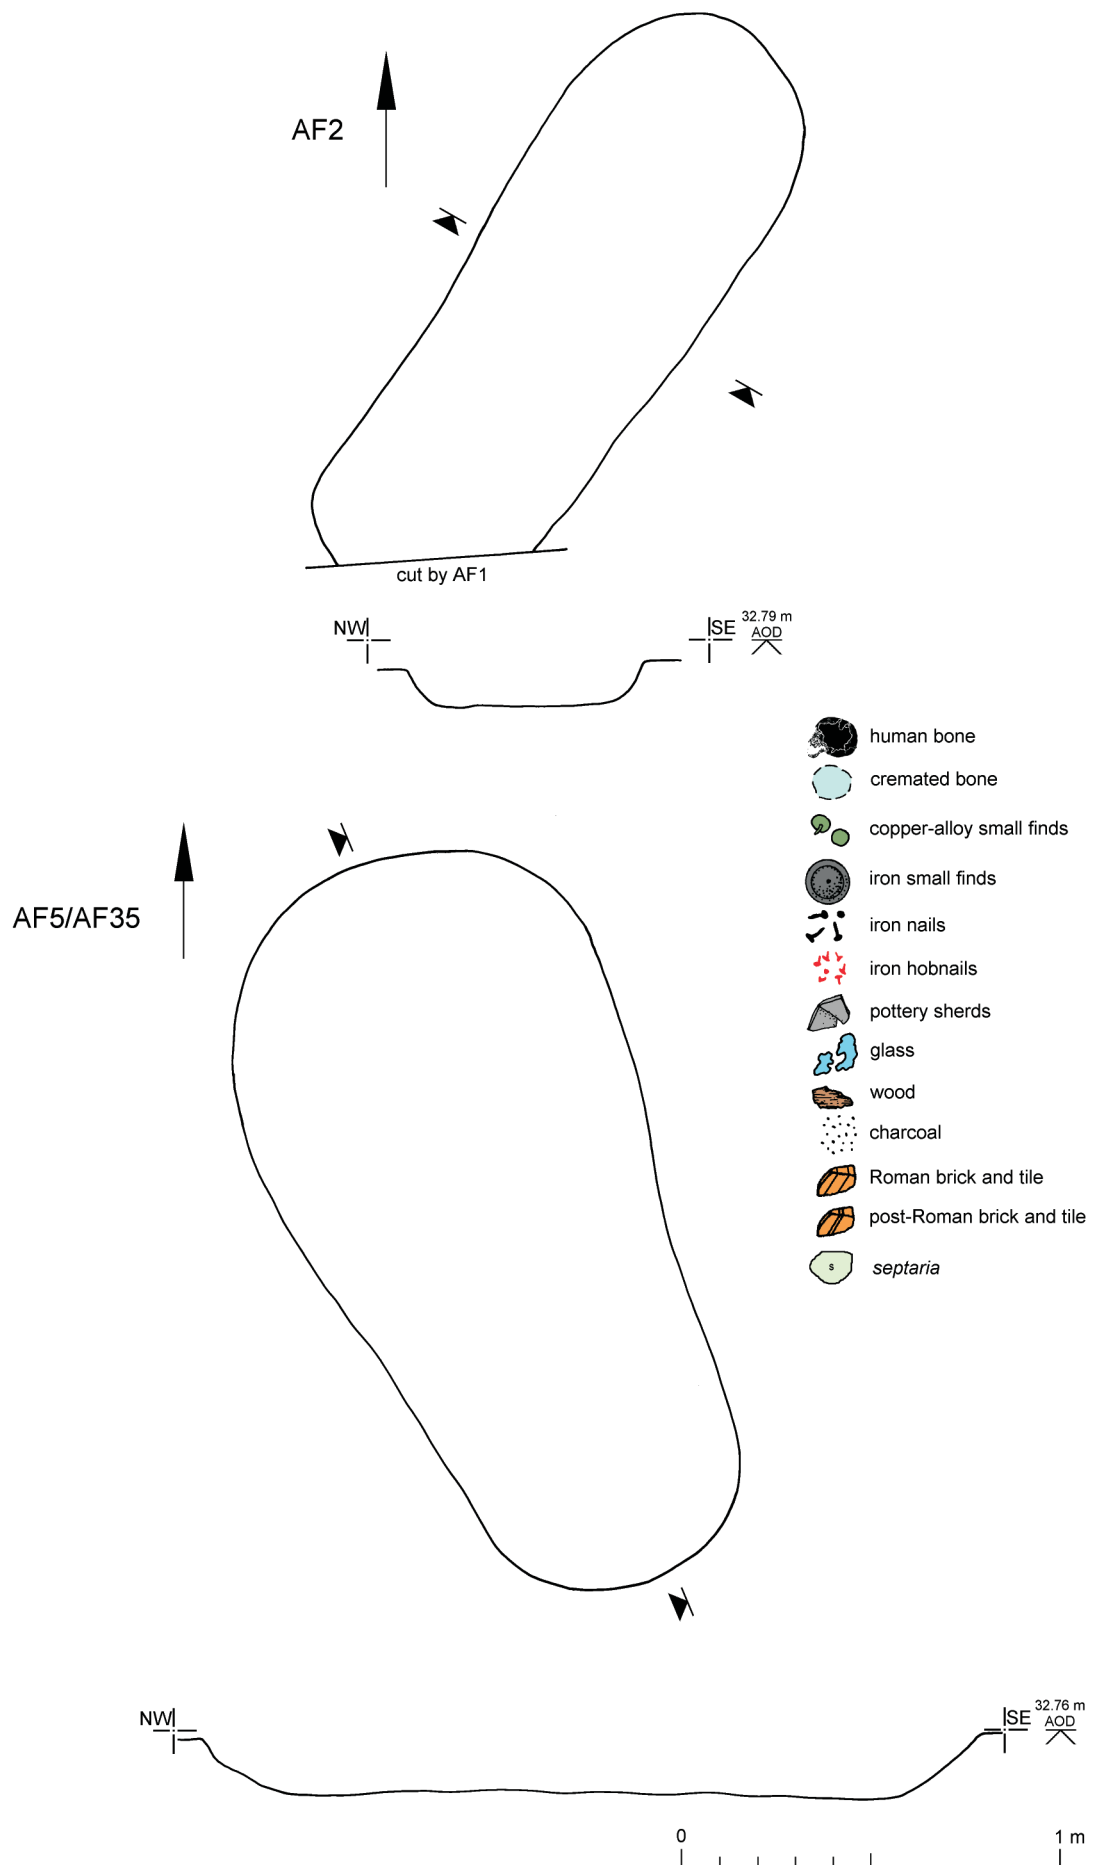 AF2
cut by AF1
NW
SE
32.79 m
AOD
human bone
cremated bone
copper-alloy small finds
iron small finds
iron nails
iron hobnails
pottery sherds
glass
wood
charcoal
Roman brick and tile
post-Roman brick and tile
s
septaria
AF5/AF35
NW
SE
32.76 m
AOD
0
1 m